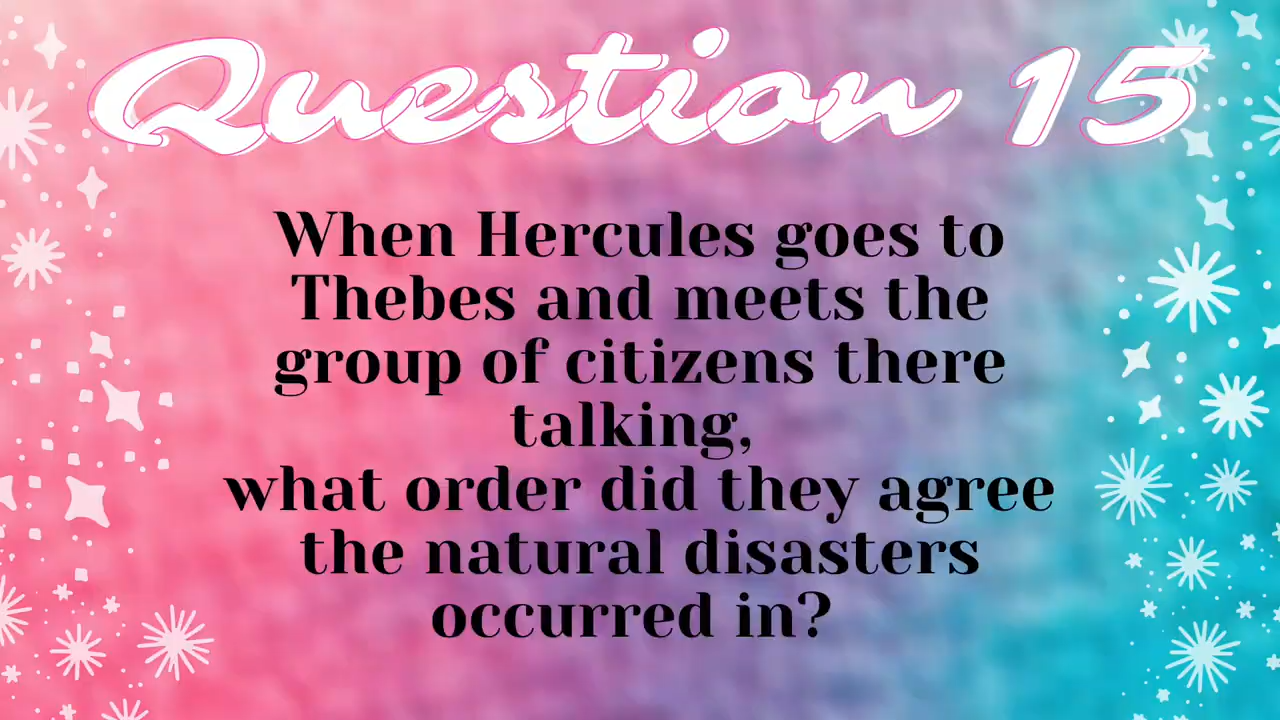 Question 15
When Hercules goes to
Thebes and meets the
group of citizens there
talking,
what order did they agree
the natural disasters
occurred in?